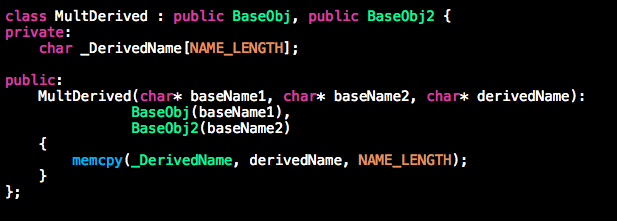 class MultDerived : public BaseObj, public BaseObj2 {
private:
    char _DerivedName[NAME_LENGTH];

public:
    MultDerived(char* baseName1, char* baseName2, char* derivedName):
               BaseObj(baseName1),
               BaseObj2(baseName2)
    {
        memcpy(_DerivedName, derivedName, NAME_LENGTH);
    }
};